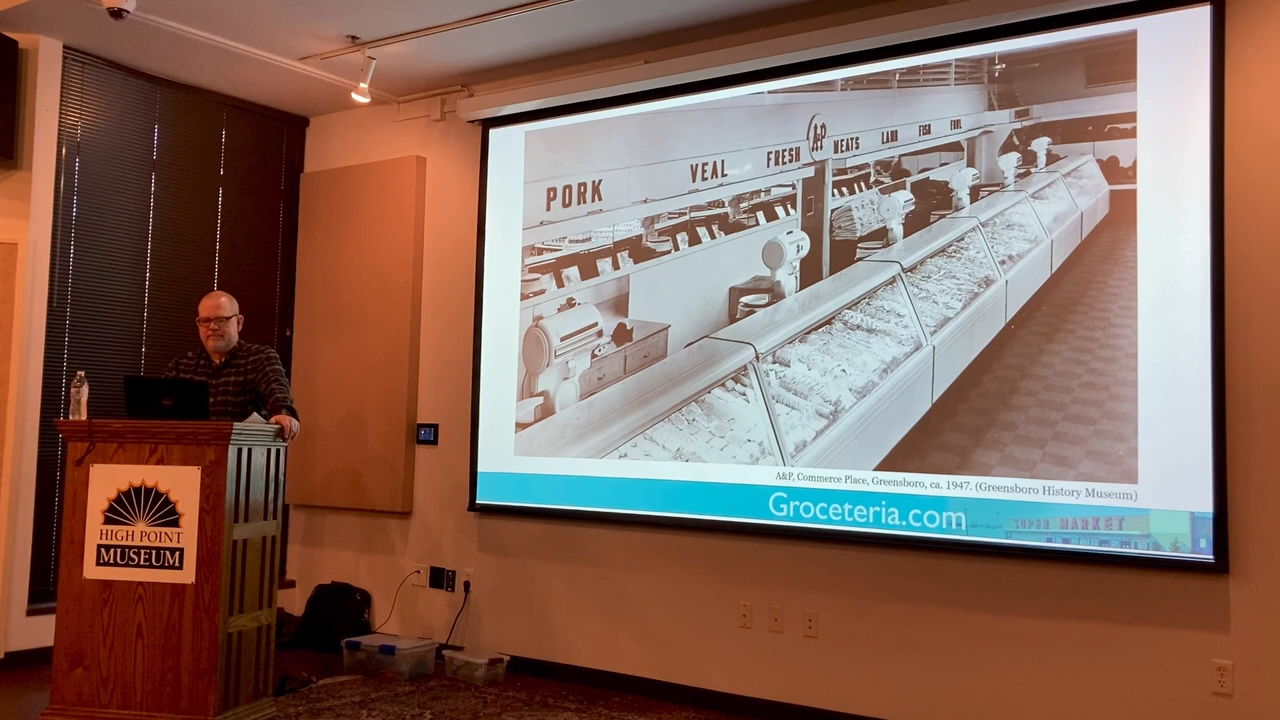 PORK VEAL FRESH A&P MEATS LAMB FISH FOWL
A&P, Commerce Place, Greensboro, ca. 1947. (Greensboro History Museum)
Groceteria.com
SUPER MARKET
HIGH POINT
MUSEUM